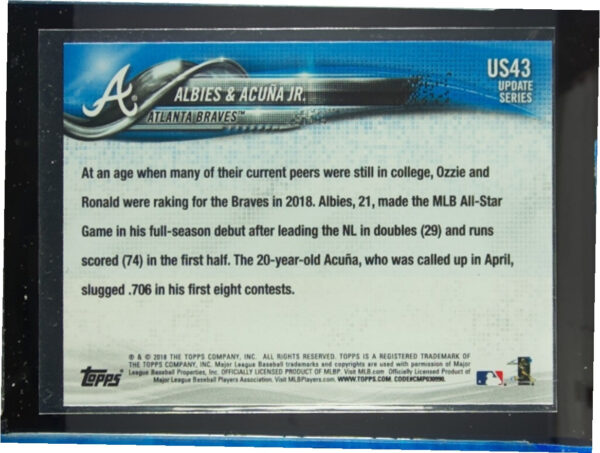 US43
UPDATE
SERIES
A
ALBIES & ACUÑA JR.
ATLANTA BRAVES™
At an age when many of their current peers were still in college, Ozzie and
Ronald were raking for the Braves in 2018. Albies, 21, made the MLB All-Star
Game in his full-season debut after leading the NL in doubles (29) and runs
scored (74) in the first half. The 20-year-old Acuña, who was called up in April,
slugged .706 in his first eight contests.
® & © 2018 THE TOPPS COMPANY, INC. ALL RIGHTS RESERVED. TOPPS IS A REGISTERED TRADEMARK OF
THE TOPPS COMPANY, INC. Major League Baseball trademarks and copyrights are used with permission of Major
League Baseball Properties, Inc. OFFICIALLY LICENSED PRODUCT OF MLBP. Visit MLB.com. Officially Licensed Product of
Major League Baseball Players Association. Visit MLBPlayers.com. WWW.TOPPS.COM. CODE#CMP030990.
Topps